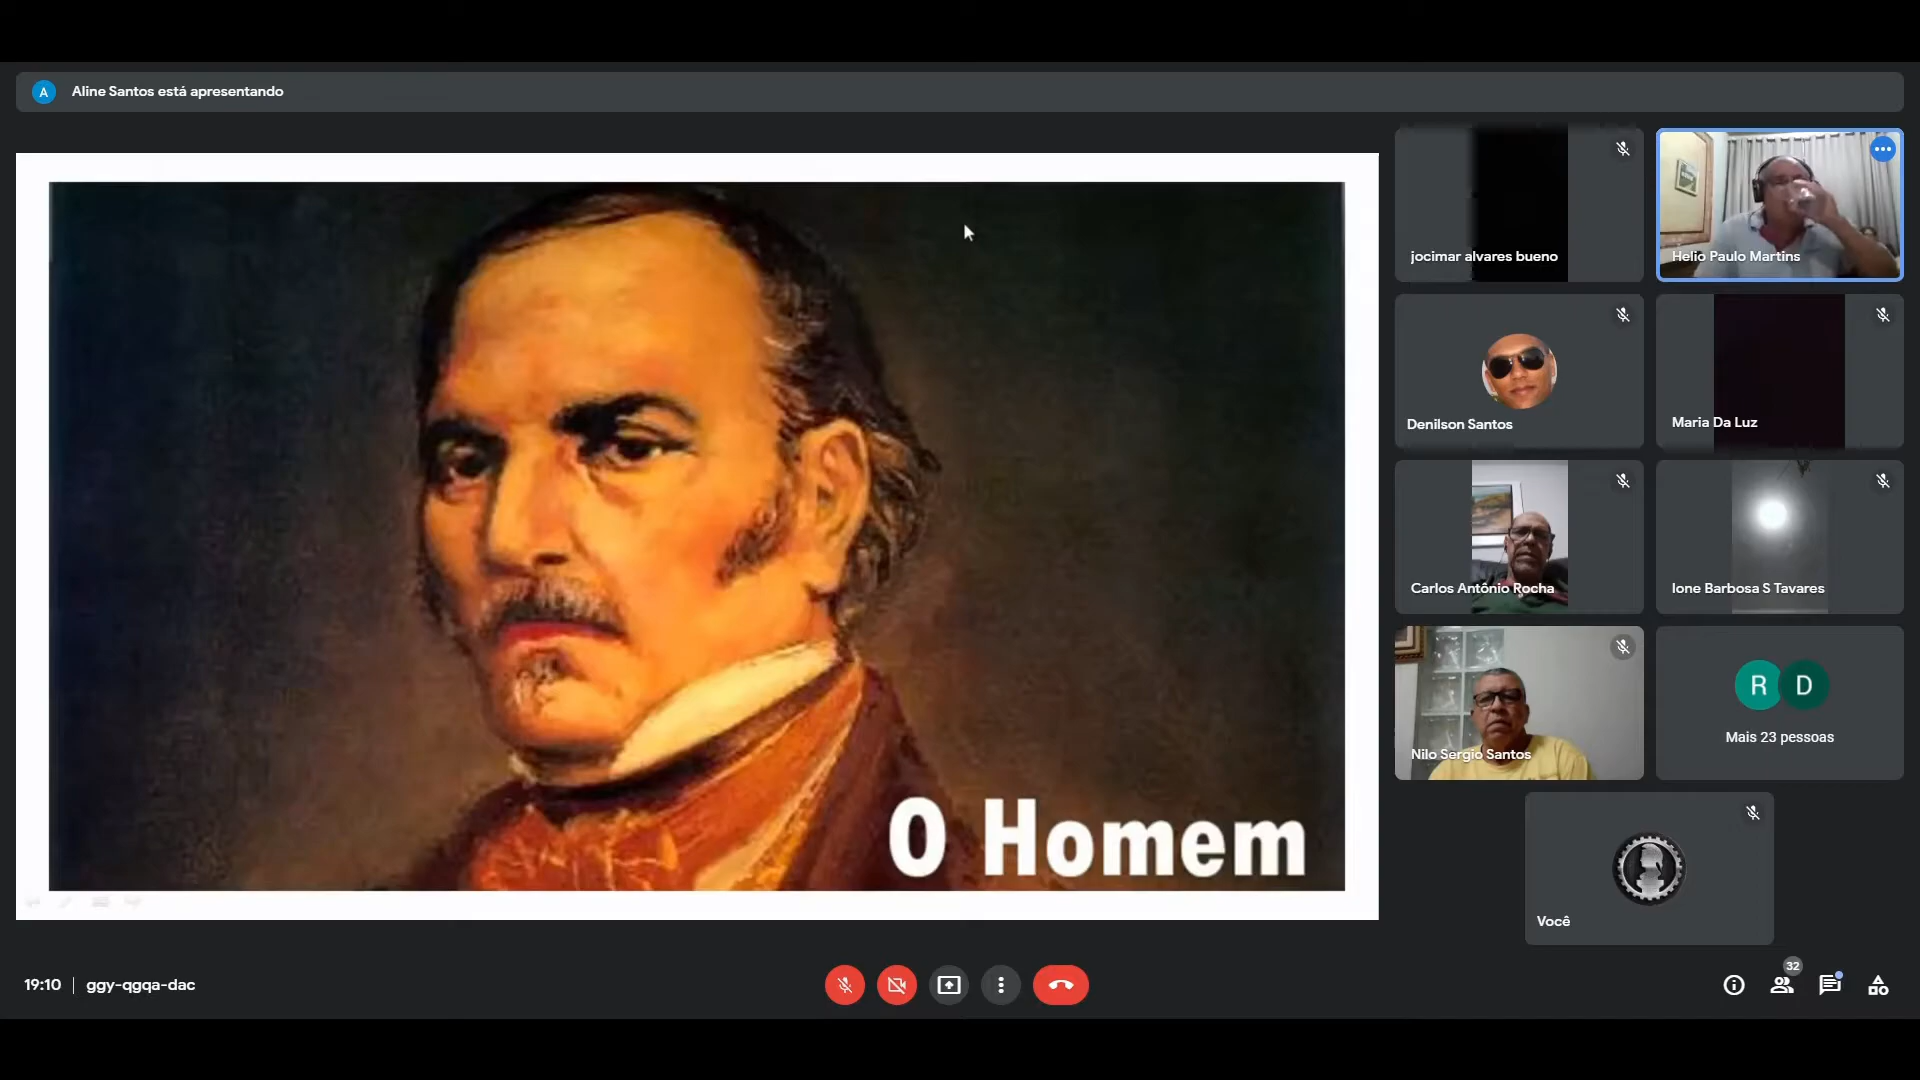 A
Aline Santos está apresentando
jocimar alvares bueno
Helio Paulo Martins
Denilson Santos
Maria Da Luz
Carlos Antônio Rocha
Ione Barbosa S Tavares
Nilo Sergio Santos
R D
Mais 23 pessoas
O Homem
Você
19:10 | ggy-qgqa-dac
32